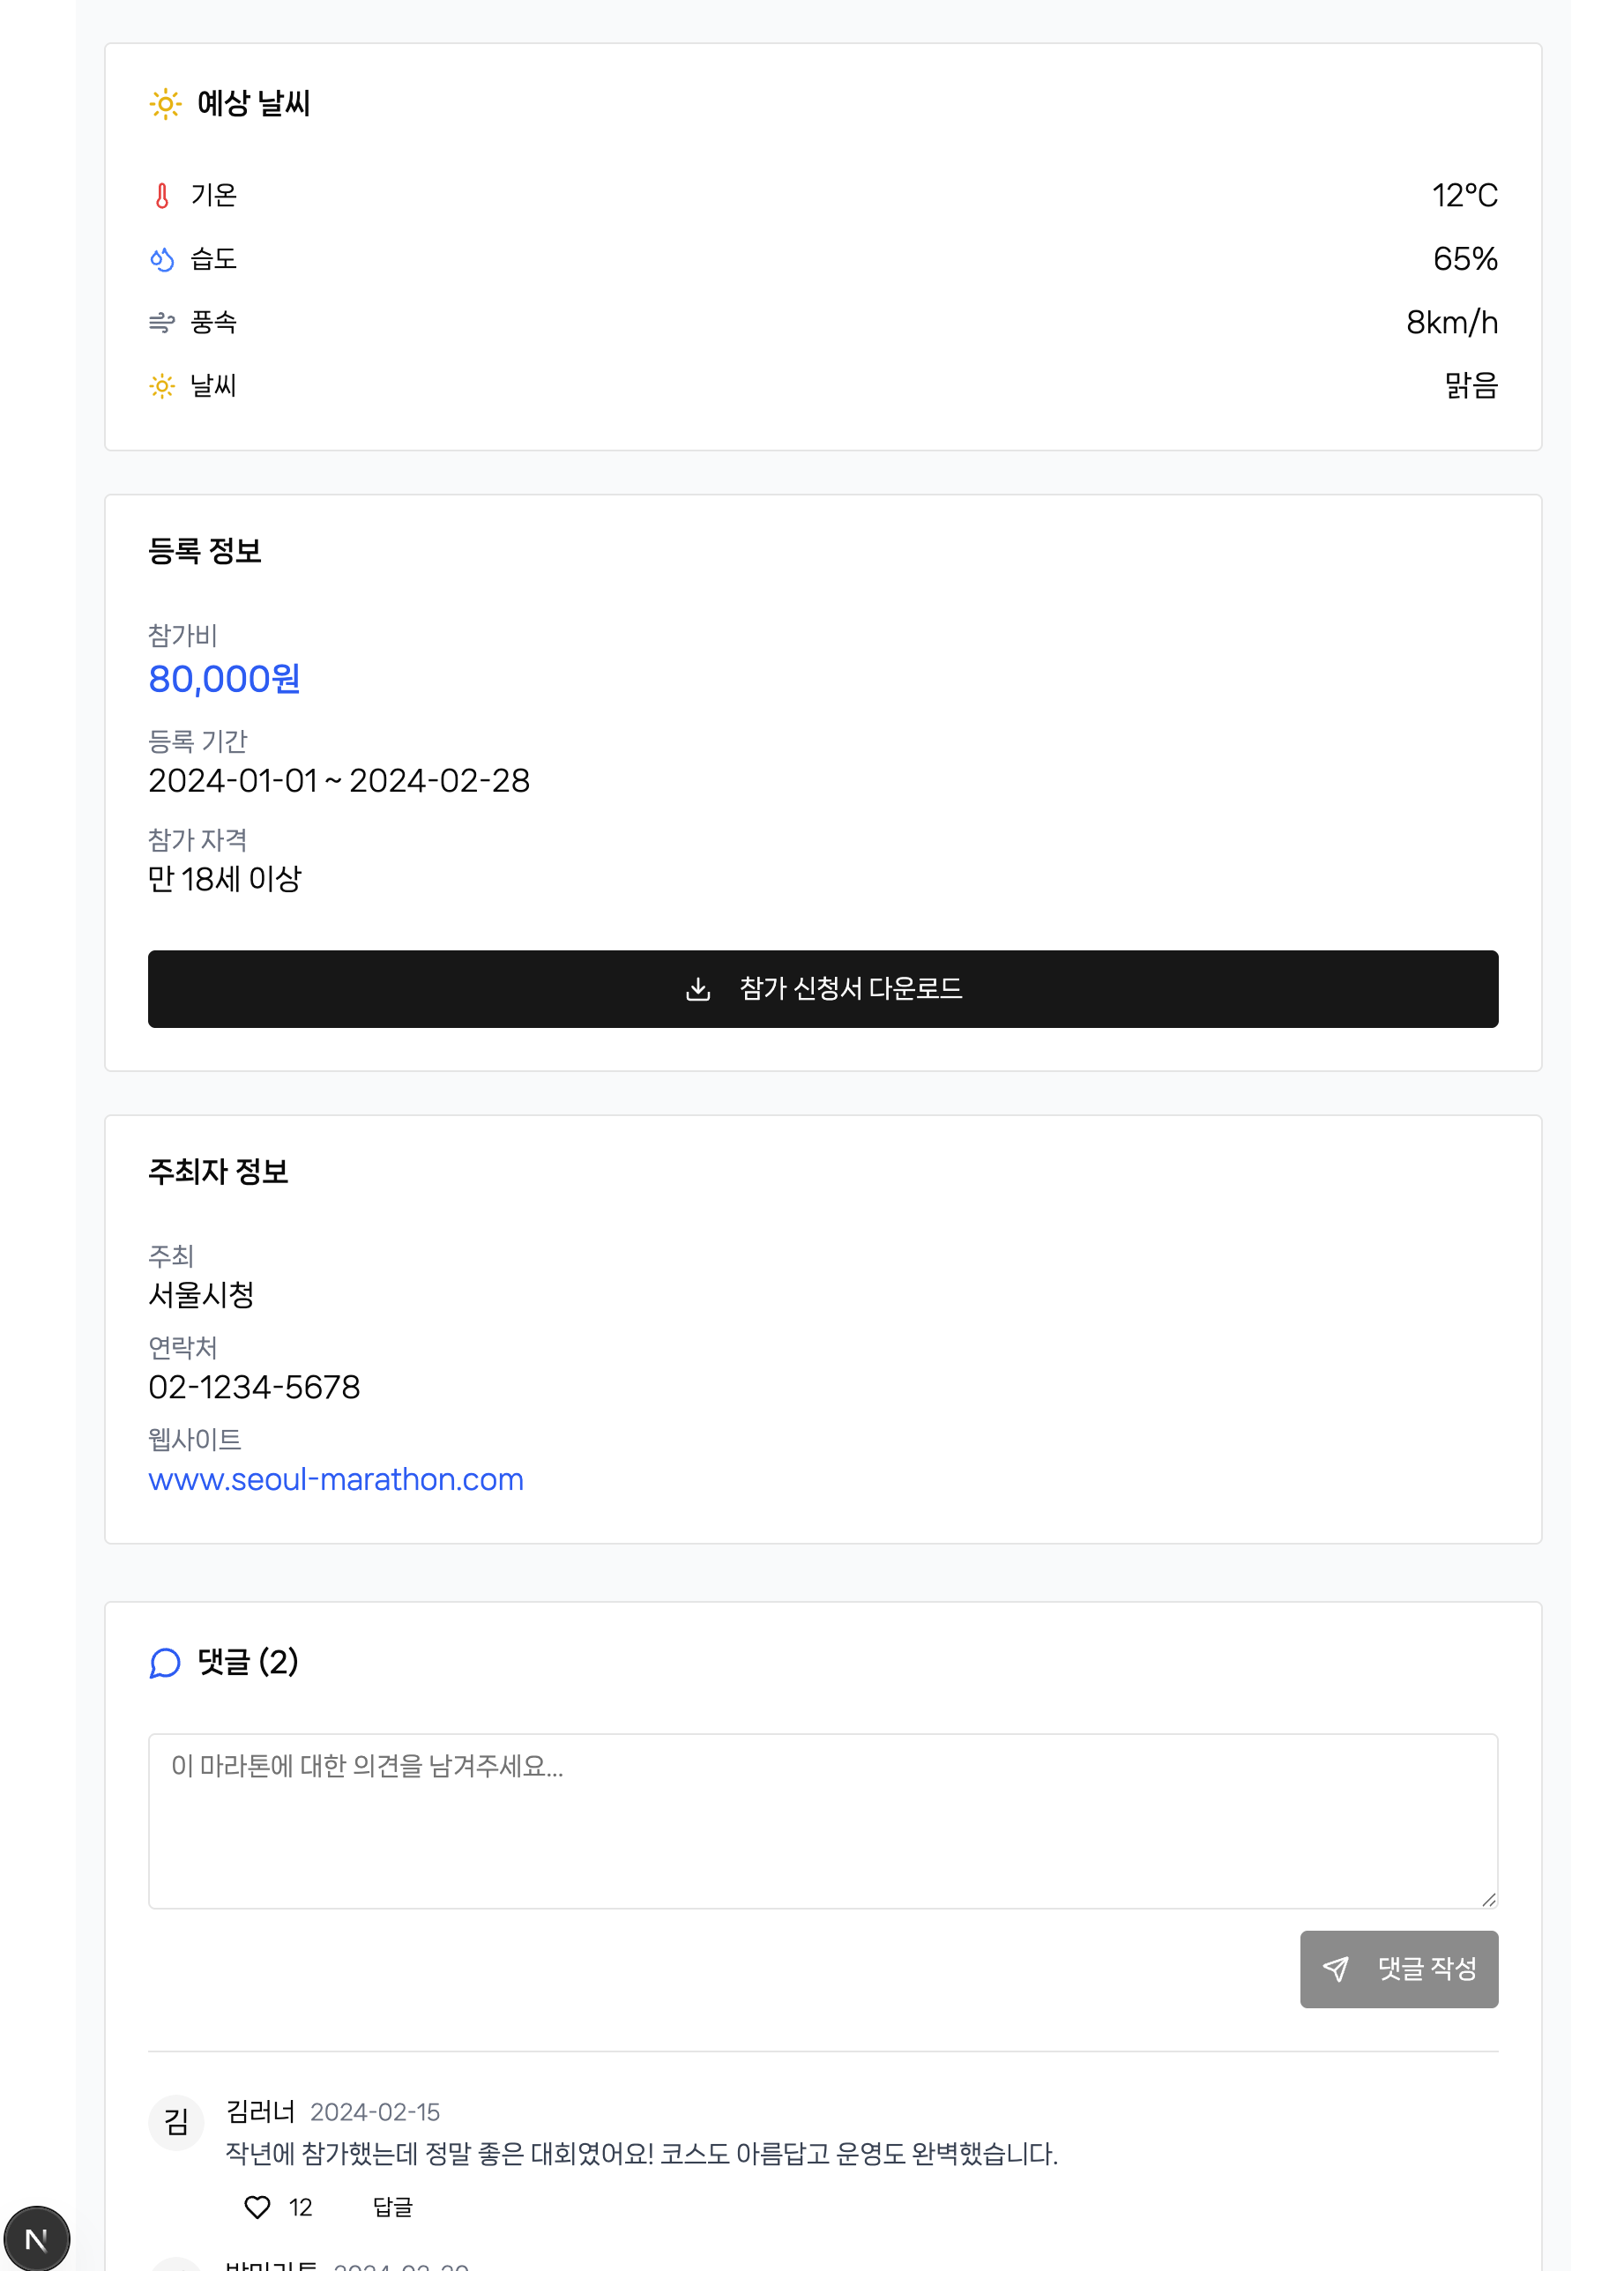 예상 날씨
기온 12°C
습도 65%
풍속 8km/h
날씨 맑음
등록 정보
참가비
80,000원
등록 기간
2024-01-01 ~ 2024-02-28
참가 자격
만 18세 이상
참가 신청서 다운로드
주최자 정보
주최
서울시청
연락처
02-1234-5678
웹사이트
www.seoul-marathon.com
댓글 (2)
이 마라톤에 대한 의견을 남겨주세요...
댓글 작성
김 김러너 2024-02-15
작년에 참가했는데 정말 좋은 대회였어요! 코스도 아름답고 운영도 완벽했습니다.
12 답글
N